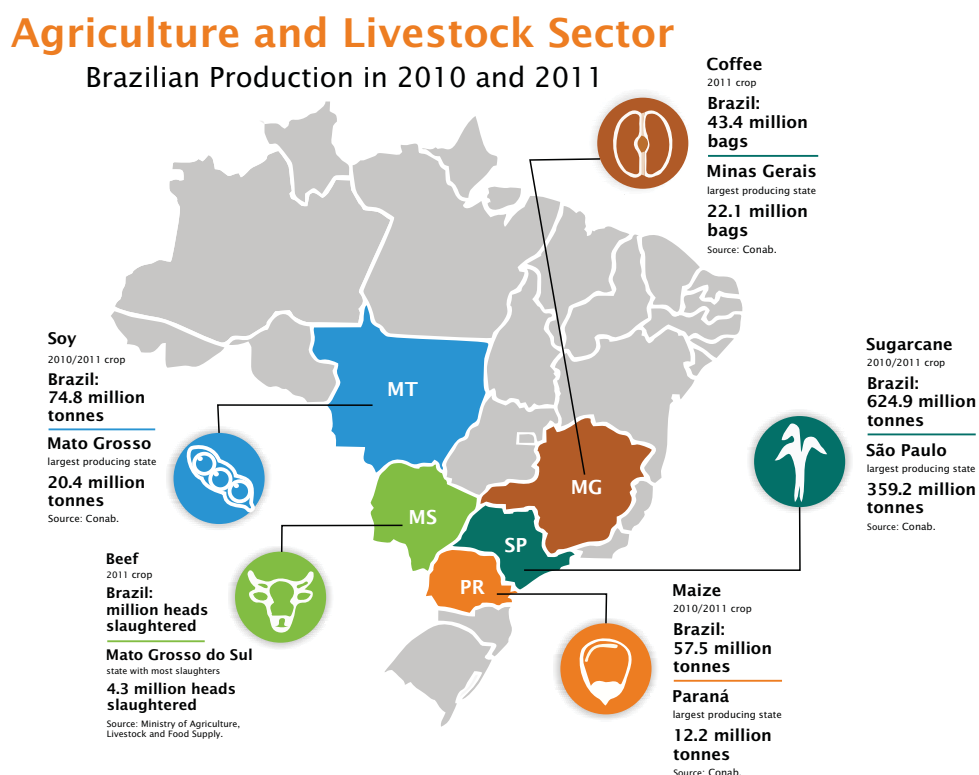 Agriculture and Livestock Sector
Brazilian Production in 2010 and 2011
Coffee
2011 crop
Brazil:
43.4 million
bags
Minas Gerais
largest producing state
22.1 million
bags
Source: Conab.
Soy
2010/2011 crop
Brazil:
74.8 million
tonnes
Mato Grosso
largest producing state
20.4 million
tonnes
Source: Conab.
MT
MG
MS
SP
PR
Sugarcane
2010/2011 crop
Brazil:
624.9 million
tonnes
São Paulo
largest producing state
359.2 million
tonnes
Source: Conab.
Beef
2011 crop
Brazil:
million heads
slaughtered
Mato Grosso do Sul
state with most slaughters
4.3 million heads
slaughtered
Source: Ministry of Agriculture,
Livestock and Food Supply.
Maize
2010/2011 crop
Brazil:
57.5 million
tonnes
Paraná
largest producing state
12.2 million
tonnes
Source: Conab.